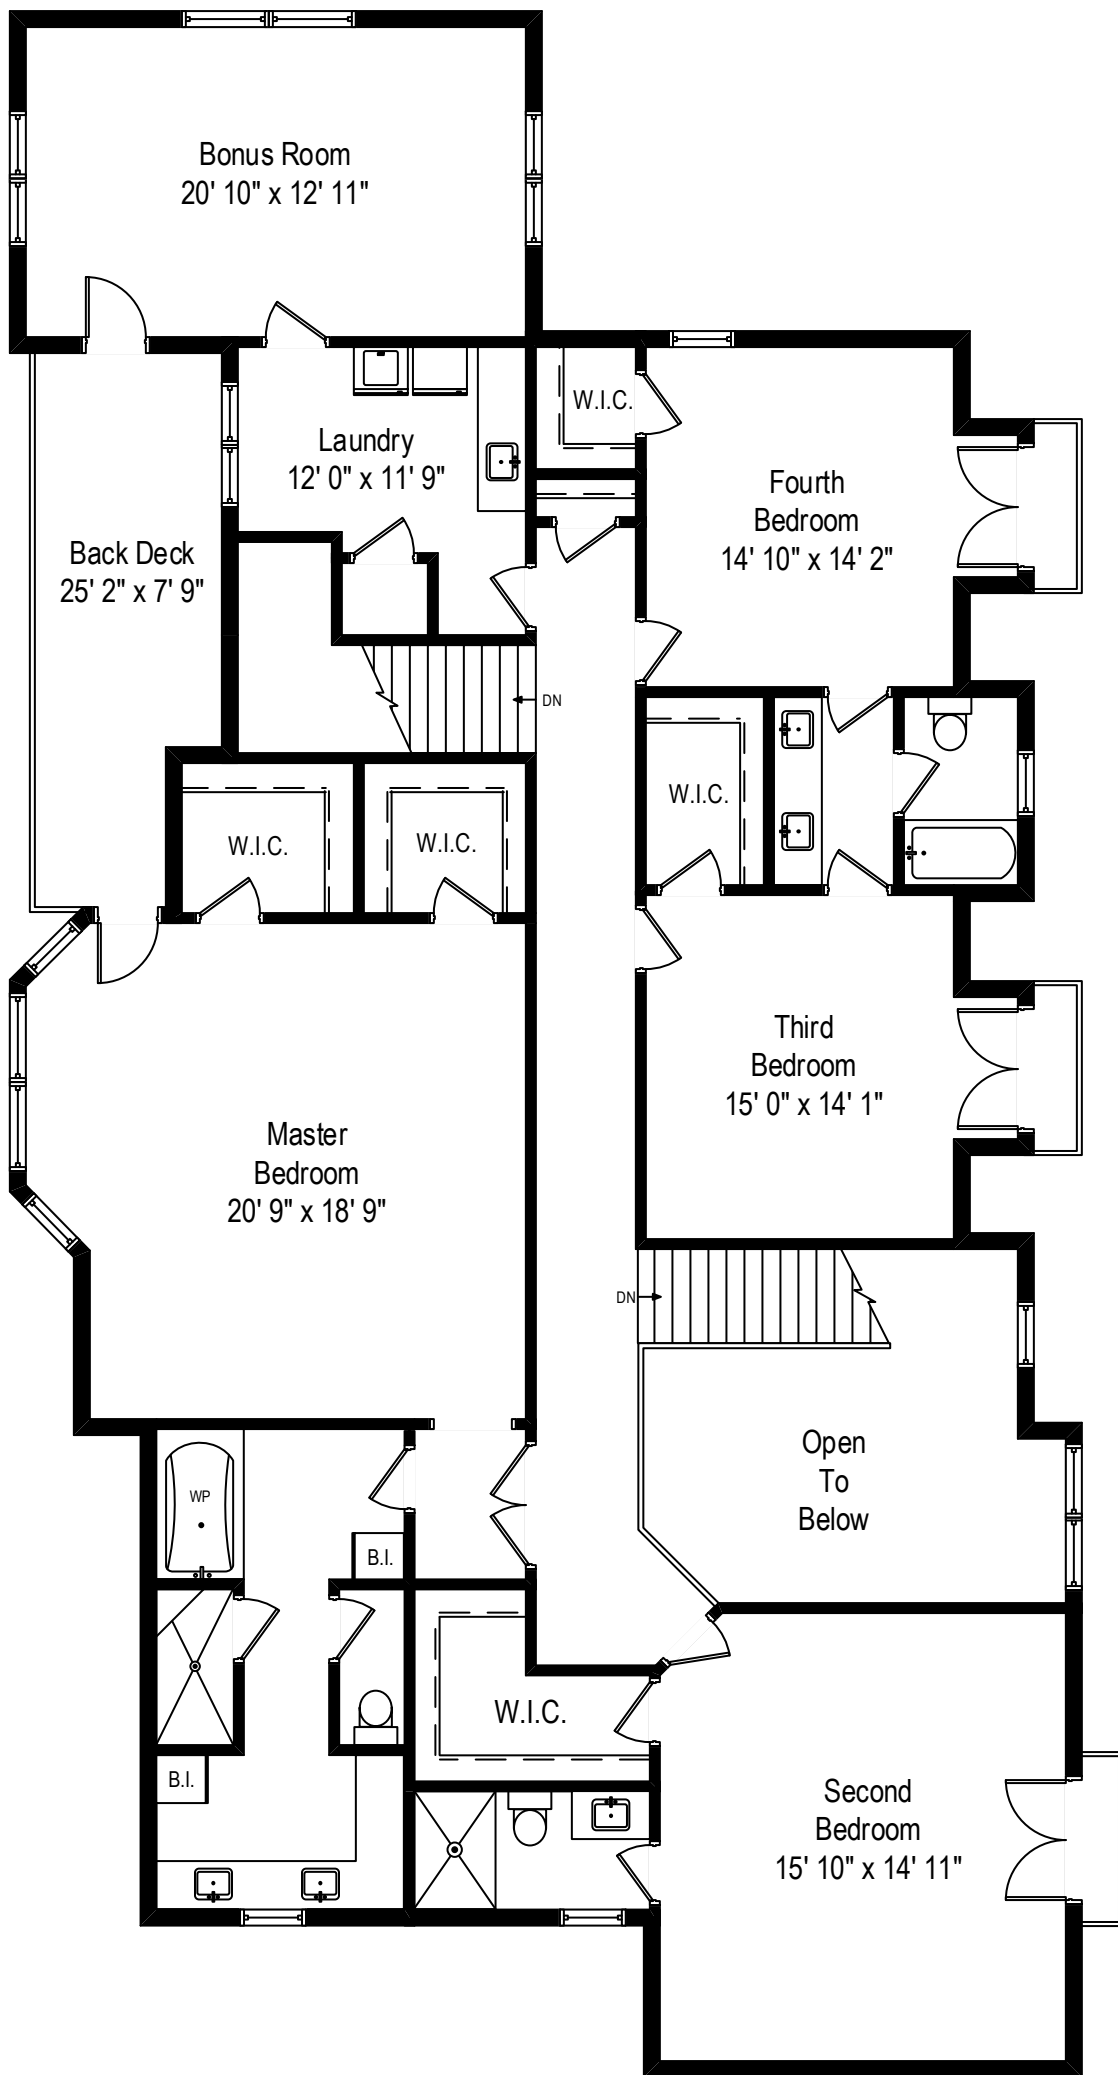 Bonus Room
20' 10" x 12' 11"
W.I.C.
Laundry
12' 0" x 11' 9"
Fourth
Bedroom
14' 10" x 14' 2"
Back Deck
25' 2" x 7' 9"
DN
W.I.C.
W.I.C.
W.I.C.
Third
Bedroom
15' 0" x 14' 1"
Master
Bedroom
20' 9" x 18' 9"
DN
Open
To
Below
WP
B.I.
W.I.C.
B.I.
Second
Bedroom
15' 10" x 14' 11"